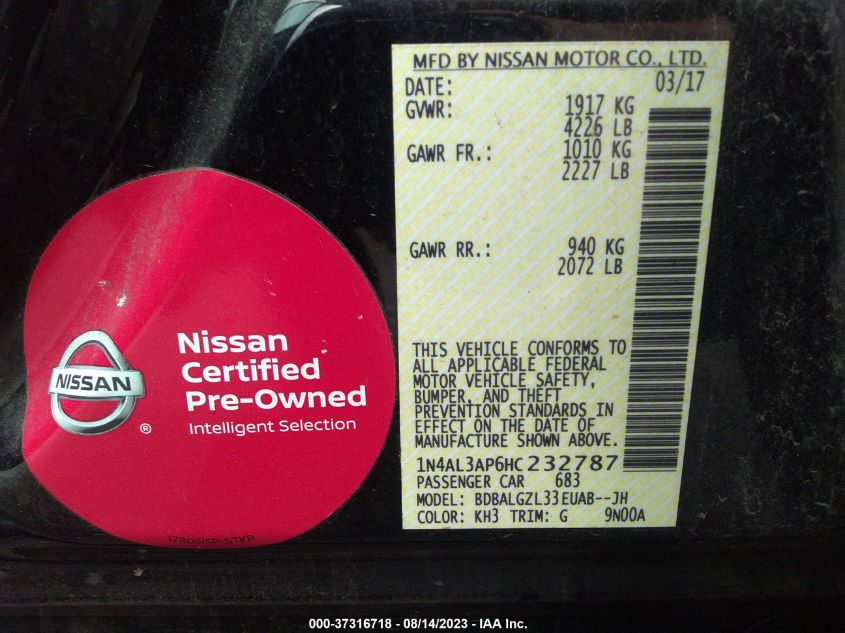 MFD BY NISSAN MOTOR CO., LTD.
DATE: 03/17
GVWR: 1917 KG
4226 LB
GAWR FR.: 1010 KG
2227 LB
GAWR RR.: 940 KG
2072 LB
THIS VEHICLE CONFORMS TO
ALL APPLICABLE FEDERAL
MOTOR VEHICLE SAFETY,
BUMPER, AND THEFT
PREVENTION STANDARDS IN
EFFECT ON THE DATE OF
MANUFACTURE SHOWN ABOVE.
1N4AL3AP6HC232787
PASSENGER CAR 683
MODEL: BDBALGZL33EUAB--JH
COLOR: KH3 TRIM: G 9N00A
NISSAN
®
Nissan
Certified
Pre-Owned
Intelligent Selection
000-37316718 - 08/14/2023 - IAA Inc.